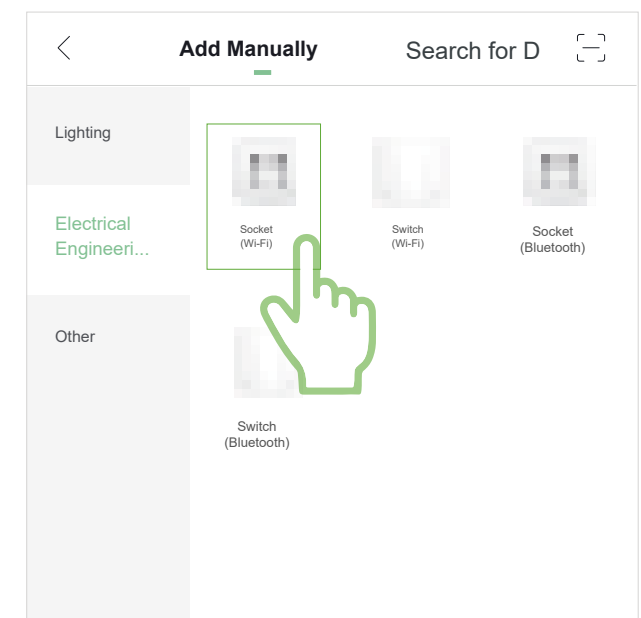 Add Manually
Search for D
Lighting
Electrical
Engineeri...
Other
Socket
(Wi-Fi)
Switch
(Wi-Fi)
Socket
(Bluetooth)
Switch
(Bluetooth)